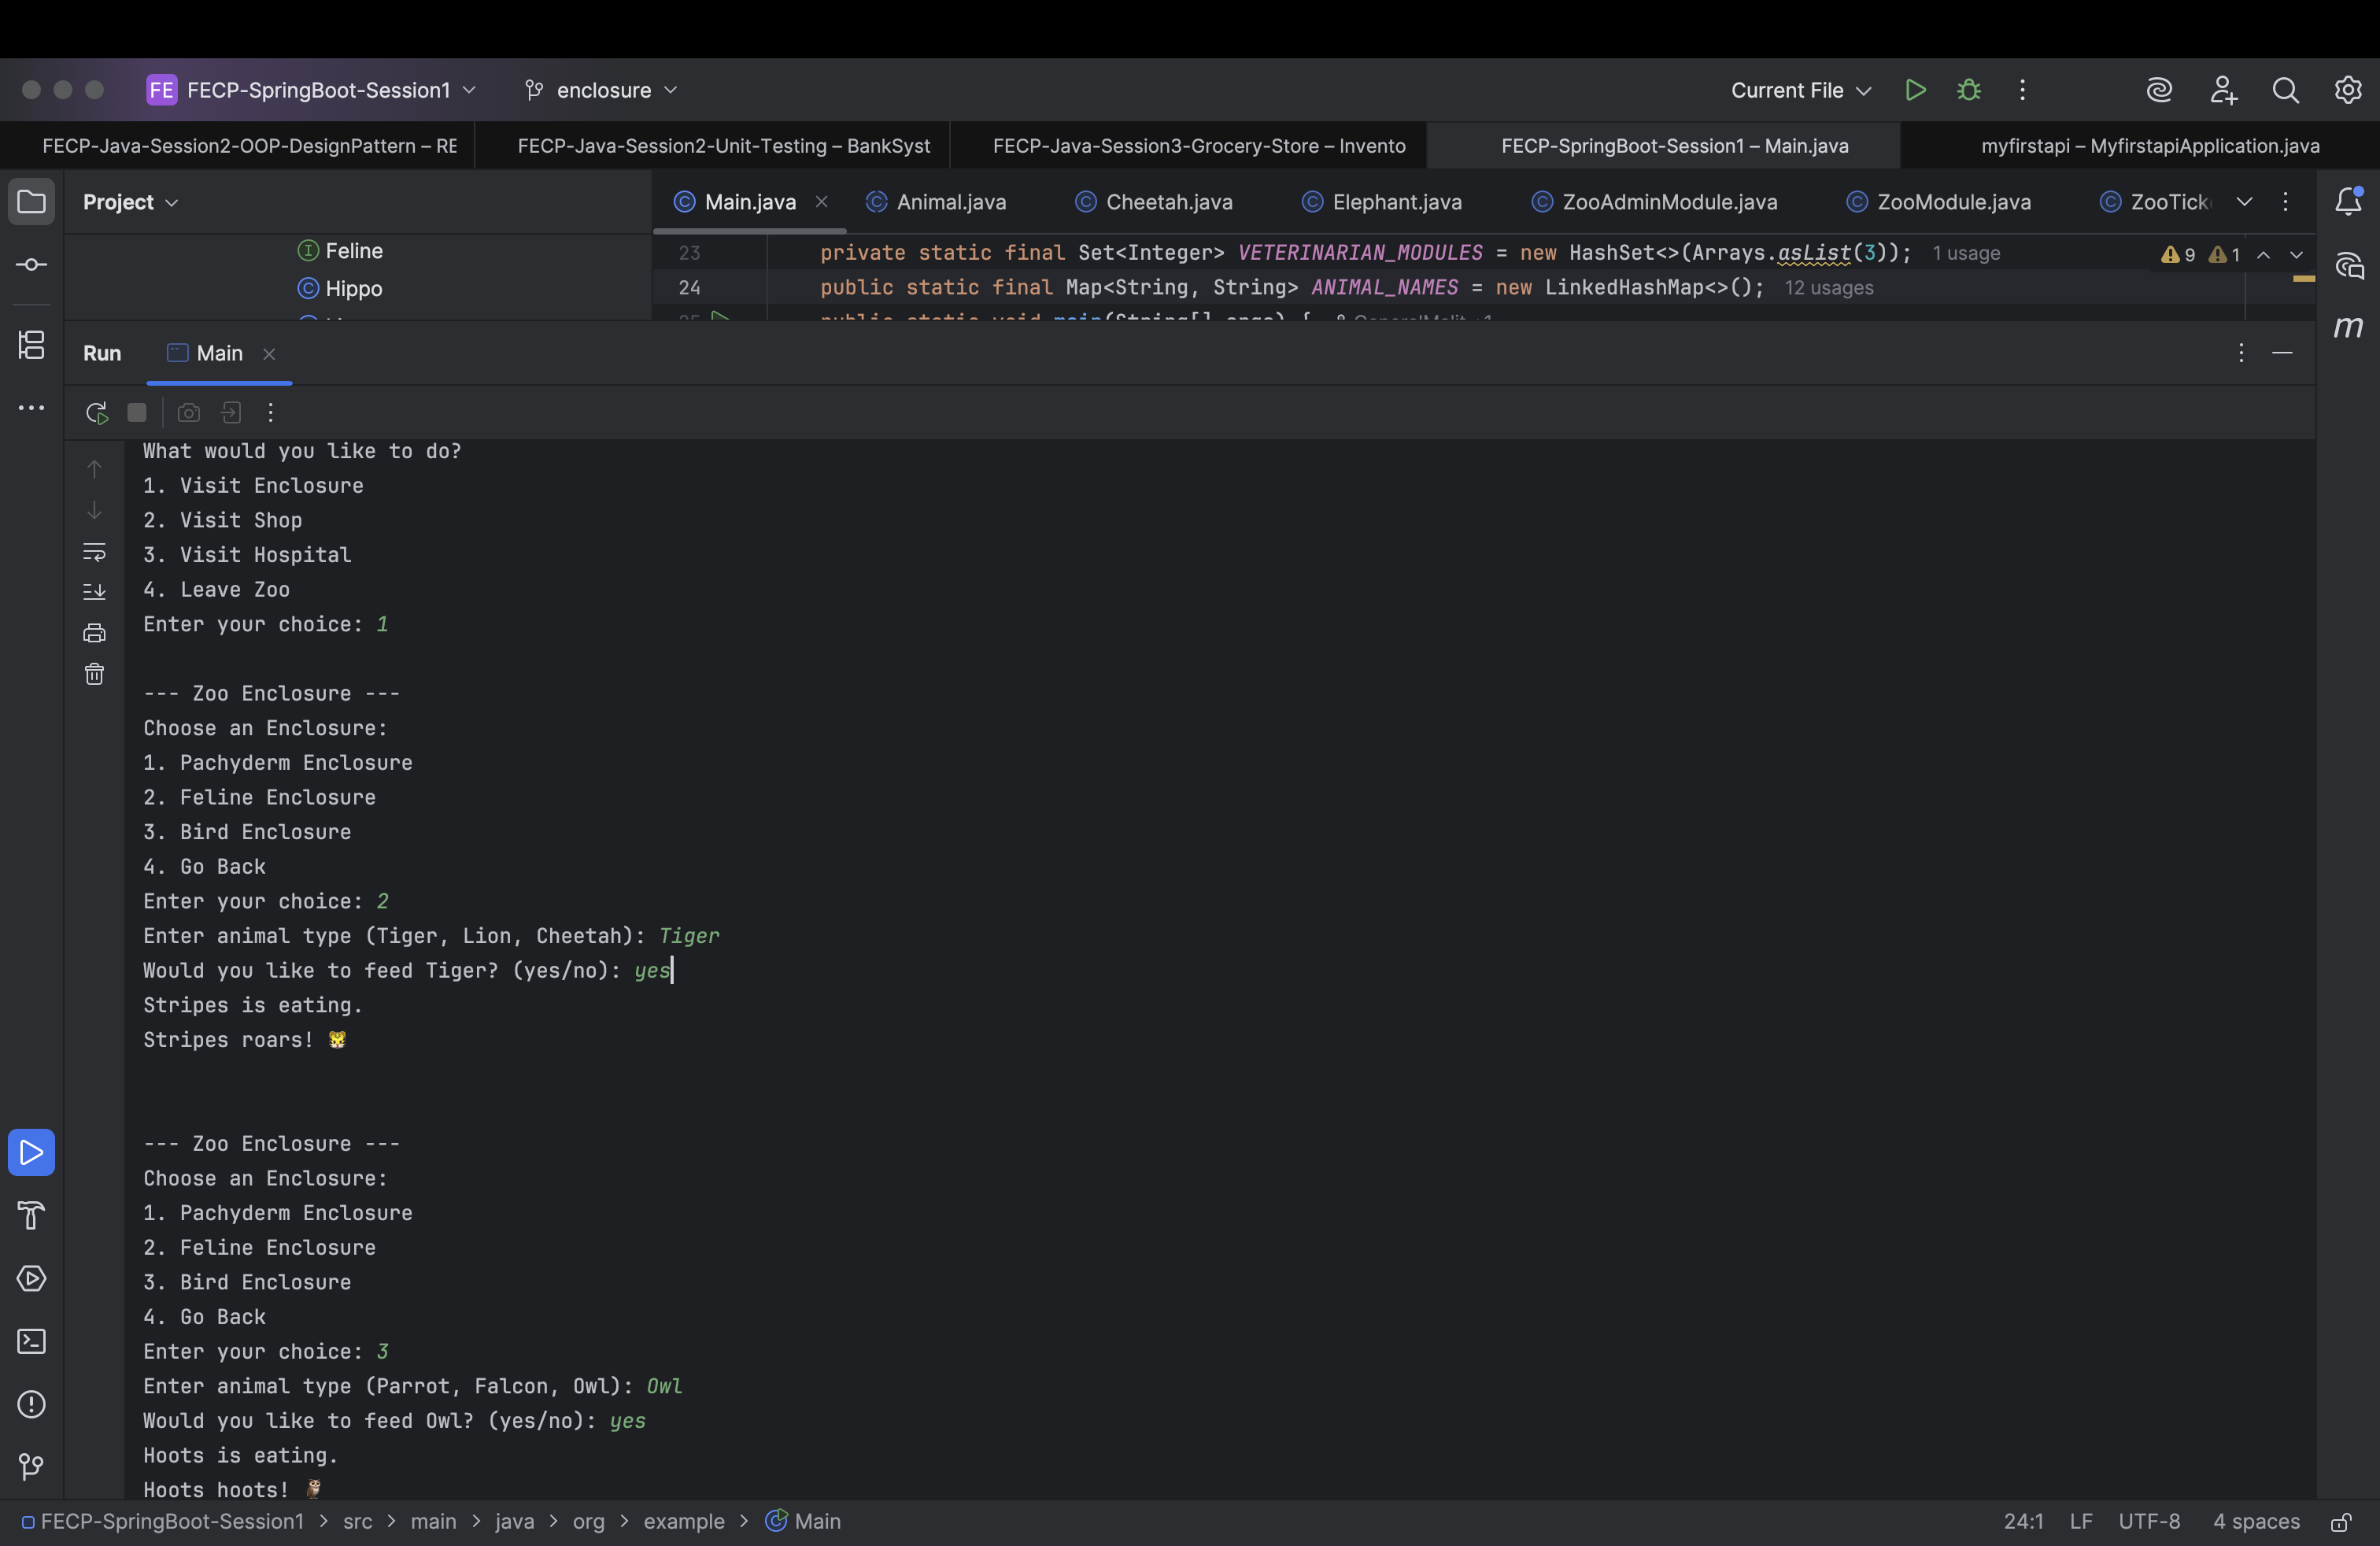 FE FECP-SpringBoot-Session1 enclosure Current File
FECP-Java-Session2-OOP-DesignPattern – RE FECP-Java-Session2-Unit-Testing – BankSyst FECP-Java-Session3-Grocery-Store – Invento FECP-SpringBoot-Session1 – Main.java myfirstapi – MyfirstapiApplication.java
Project Main.java Animal.java Cheetah.java Elephant.java ZooAdminModule.java ZooModule.java ZooTick
Feline
Hippo
23 private static final Set<Integer> VETERINARIAN_MODULES = new HashSet<>(Arrays.asList(3)); 1 usage 9 1
24 public static final Map<String, String> ANIMAL_NAMES = new LinkedHashMap<>(); 12 usages
25 public static void main(String[] args) {
Run Main
What would you like to do?
1. Visit Enclosure
2. Visit Shop
3. Visit Hospital
4. Leave Zoo
Enter your choice: 1
--- Zoo Enclosure ---
Choose an Enclosure:
1. Pachyderm Enclosure
2. Feline Enclosure
3. Bird Enclosure
4. Go Back
Enter your choice: 2
Enter animal type (Tiger, Lion, Cheetah): Tiger
Would you like to feed Tiger? (yes/no): yes
Stripes is eating.
Stripes roars! 🐯
--- Zoo Enclosure ---
Choose an Enclosure:
1. Pachyderm Enclosure
2. Feline Enclosure
3. Bird Enclosure
4. Go Back
Enter your choice: 3
Enter animal type (Parrot, Falcon, Owl): Owl
Would you like to feed Owl? (yes/no): yes
Hoots is eating.
Hoots hoots! 🦉
FECP-SpringBoot-Session1 > src > main > java > org > example > Main 24:1 LF UTF-8 4 spaces